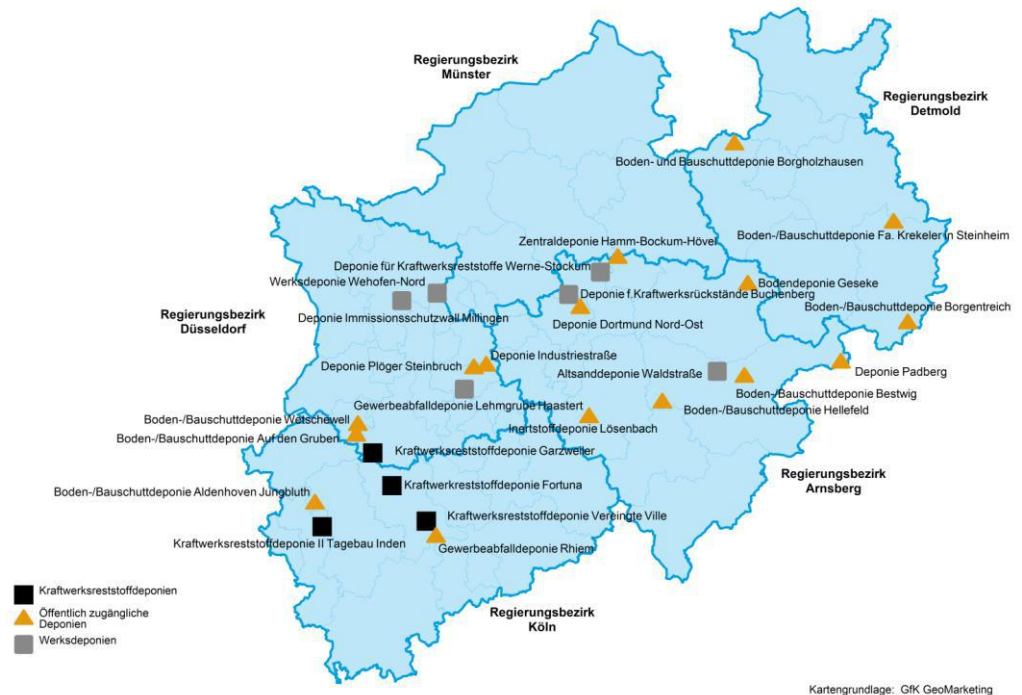 Regierungsbezirk
Münster
Regierungsbezirk
Detmold
Boden- und Bauschuttdeponie Borgholzhausen
Boden-/Bauschuttdeponie Fa. Krekeler in Steinheim
Zentraldeponie Hamm-Bockum-Hövel
Deponie für Kraftwerksreststoffe Werne-Stockum
Werksdeponie Wehofen-Nord
Bodendeponie Geseke
Deponie f.Kraftwerksrückstände Buchenberg
Boden-/Bauschuttdeponie Borgentreich
Regierungsbezirk
Düsseldorf
Deponie Immissionsschutzwall Millingen
Deponie Dortmund Nord-Ost
Deponie Industriestraße
Deponie Plöger Steinbruch
Altsanddeponie Waldstraße
Deponie Padberg
Boden-/Bauschuttdeponie Bestwig
Gewerbeabfalldeponie Lehmgrube Haastert
Boden-/Bauschuttdeponie Hellefeld
Boden-/Bauschuttdeponie Wetschewell
Inertstoffdeponie Lösenbach
Boden-/Bauschuttdeponie Auf den Gruben
Kraftwerksreststoffdeponie Garzweiler
Regierungsbezirk
Arnsberg
Kraftwerkreststoffdeponie Fortuna
Boden-/Bauschuttdeponie Aldenhoven Jungbluth
Kraftwerksreststoffdeponie Vereinigte Ville
Kraftwerksreststoffdeponie II Tagebau Inden
Gewerbeabfalldeponie Rhiem
Kraftwerksreststoffdeponien
Öffentlich zugängliche
Deponien
Werksdeponien
Regierungsbezirk
Köln
Kartengrundlage: GfK GeoMarketing